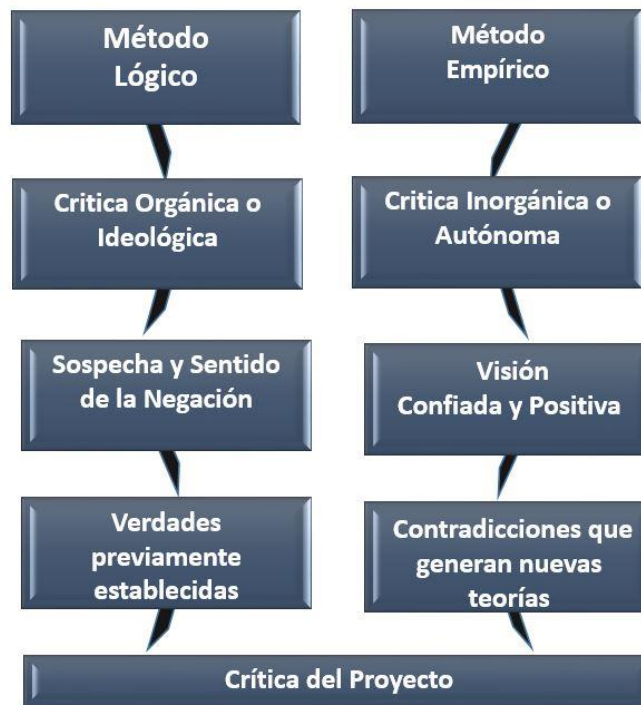 Método
Lógico
Critica Orgánica o
Ideológica
Sospecha y Sentido
de la Negación
Verdades
previamente
establecidas
Método
Empírico
Critica Inorgánica o
Autónoma
Visión
Confiada y Positiva
Contradicciones que
generan nuevas
teorías
Crítica del Proyecto